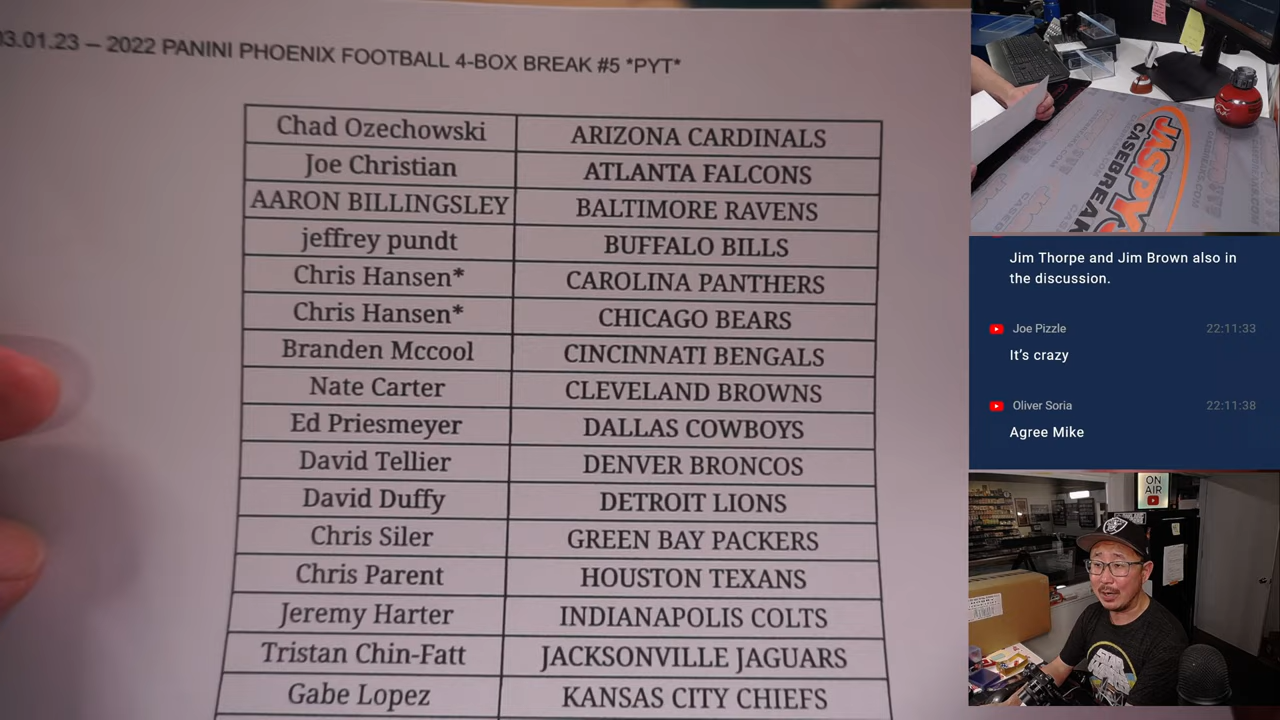 03.01.23 – 2022 PANINI PHOENIX FOOTBALL 4-BOX BREAK #5 *PYT*
Chad Ozechowski ARIZONA CARDINALS
Joe Christian ATLANTA FALCONS
AARON BILLINGSLEY BALTIMORE RAVENS
jeffrey pundt BUFFALO BILLS
Chris Hansen* CAROLINA PANTHERS
Chris Hansen* CHICAGO BEARS
Branden Mccool CINCINNATI BENGALS
Nate Carter CLEVELAND BROWNS
Ed Priesmeyer DALLAS COWBOYS
David Tellier DENVER BRONCOS
David Duffy DETROIT LIONS
Chris Siler GREEN BAY PACKERS
Chris Parent HOUSTON TEXANS
Jeremy Harter INDIANAPOLIS COLTS
Tristan Chin-Fatt JACKSONVILLE JAGUARS
Gabe Lopez KANSAS CITY CHIEFS
JASPY'S
CASEBREAK
Jim Thorpe and Jim Brown also in
the discussion.
Joe Pizzle 22:11:33
It's crazy
Oliver Soria 22:11:38
Agree Mike
ON
AIR